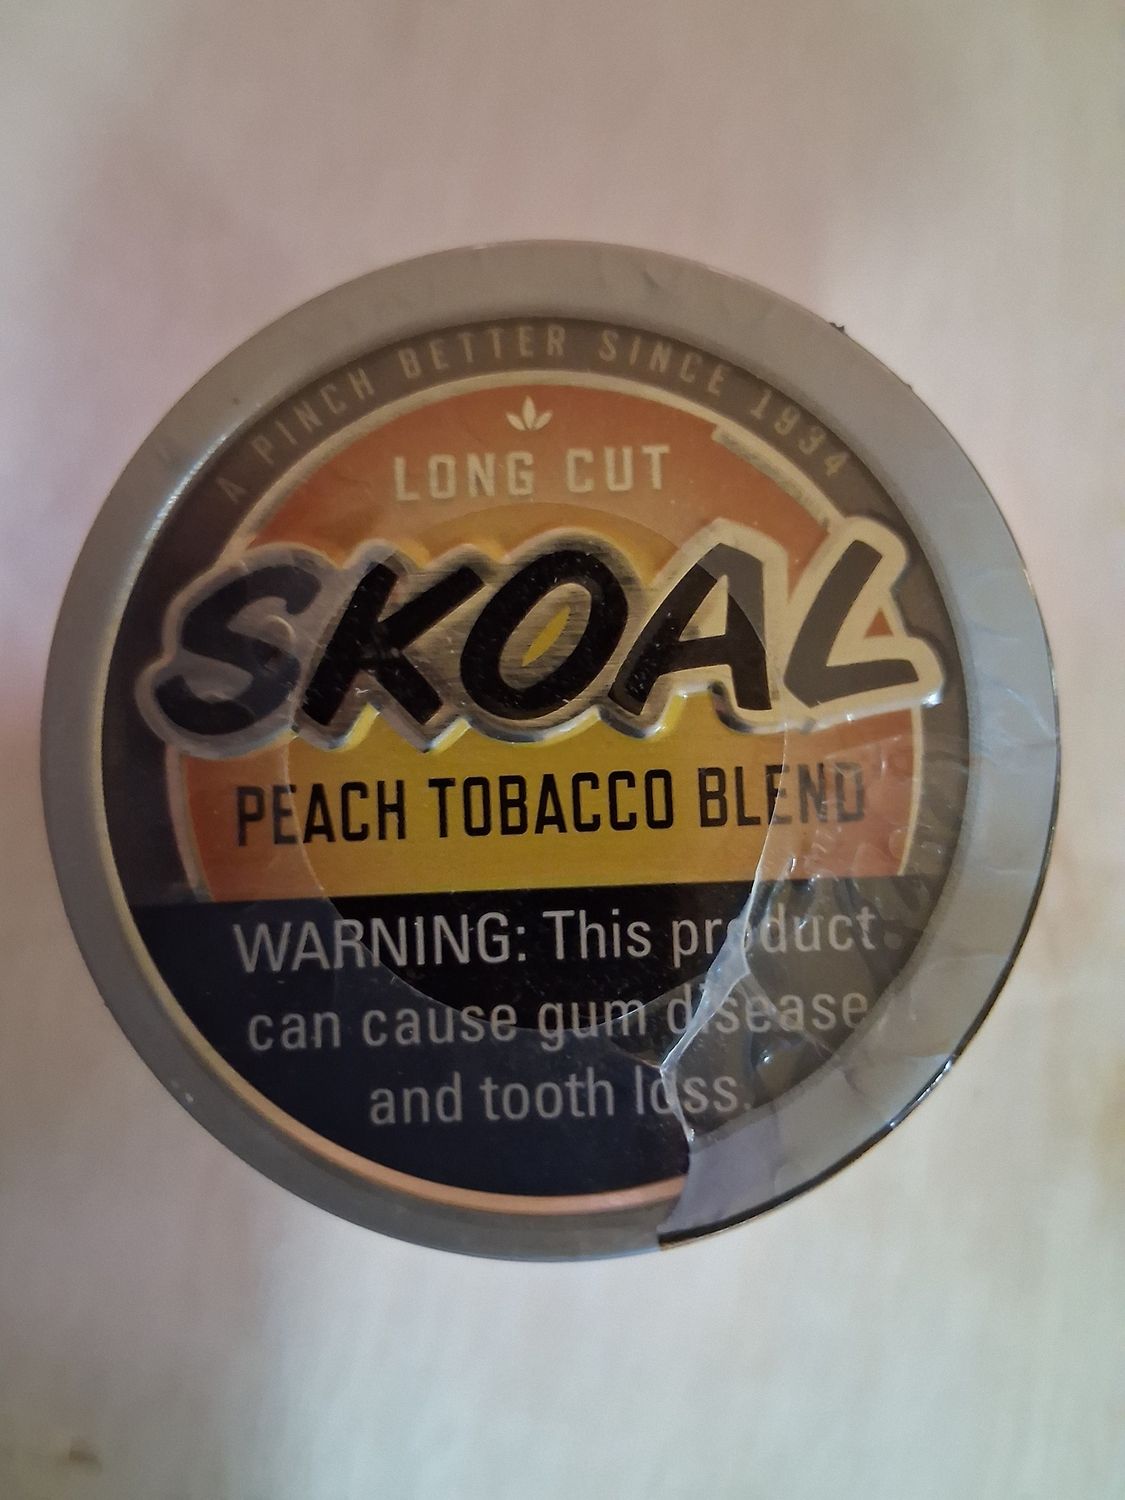 A PINCH BETTER SINCE 1934
LONG CUT
SKOAL
PEACH TOBACCO BLEND
WARNING: This product
can cause gum disease
and tooth loss.